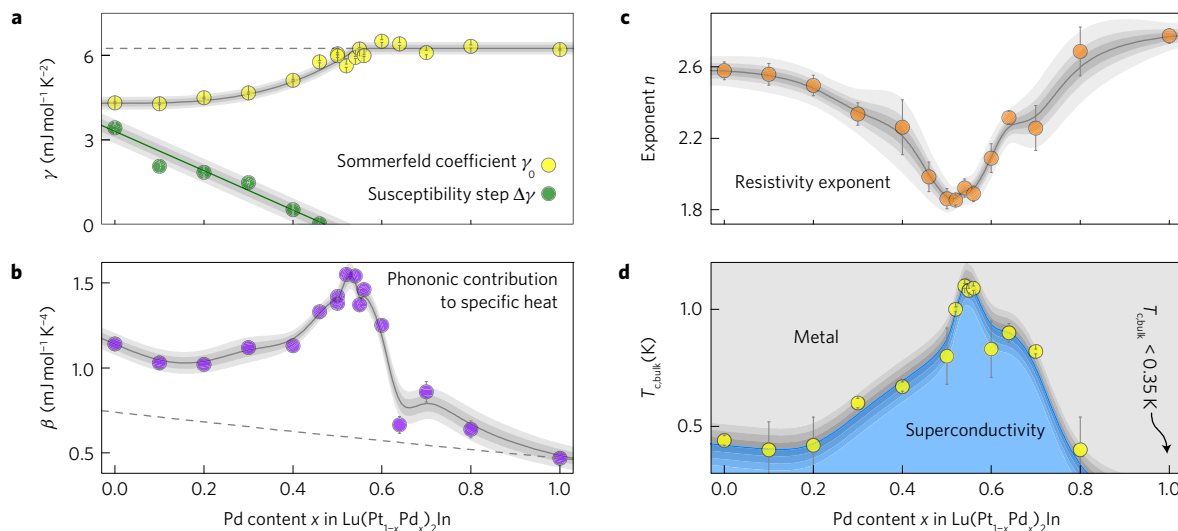 a
γ (mJ mol⁻¹ K⁻²)
6
3
0
Sommerfeld coefficient γ₀
Susceptibility step Δγ
b
β (mJ mol⁻¹ K⁻⁴)
1.5
1.0
0.5
Phononic contribution
to specific heat
0.0 0.2 0.4 0.6 0.8 1.0
Pd content x in Lu(Pt₁₋ₓPdₓ)₂In
c
Exponent n
2.6
2.2
1.8
Resistivity exponent
d
T_c,bulk (K)
1.0
0.5
Metal
Superconductivity
T_c,bulk < 0.35 K
0.0 0.2 0.4 0.6 0.8 1.0
Pd content x in Lu(Pt₁₋ₓPdₓ)₂In